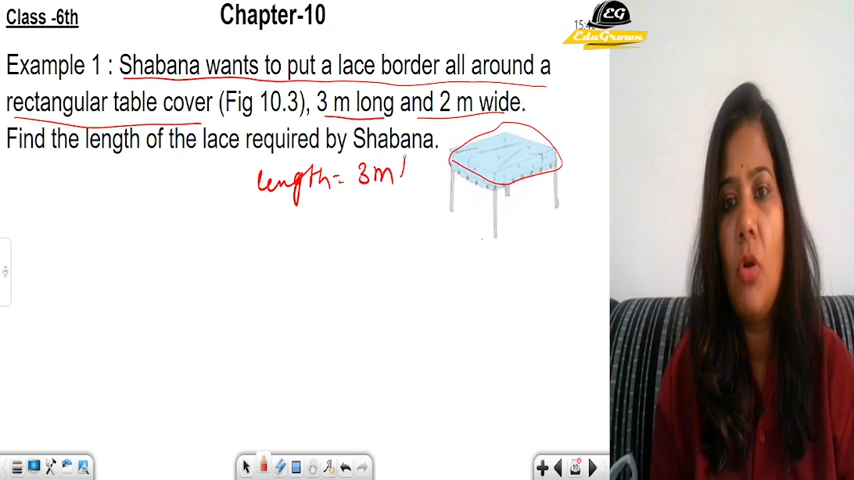 Class -6th
Chapter-10
EG
EduGrown
Example 1 : Shabana wants to put a lace border all around a
rectangular table cover (Fig 10.3), 3 m long and 2 m wide.
Find the length of the lace required by Shabana.
length = 3m